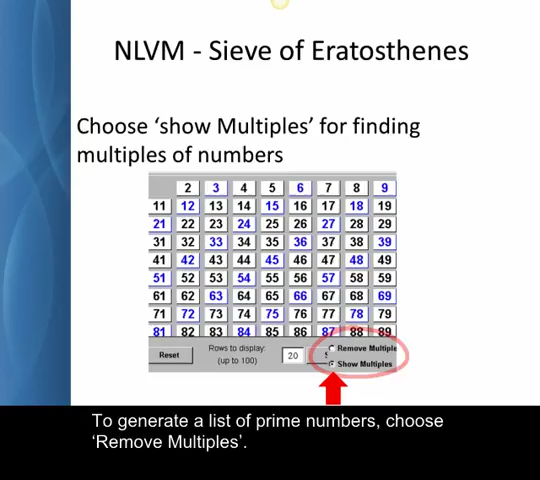 NLVM - Sieve of Eratosthenes
Choose ‘show Multiples’ for finding
multiples of numbers
2 3 4 5 6 7 8 9
11 12 13 14 15 16 17 18 19
21 22 23 24 25 26 27 28 29
31 32 33 34 35 36 37 38 39
41 42 43 44 45 46 47 48 49
51 52 53 54 55 56 57 58 59
61 62 63 64 65 66 67 68 69
71 72 73 74 75 76 77 78 79
81 82 83 84 85 86 87 88 89
Reset Rows to display: 20 Remove Multiple
(up to 100) Show Multiples
To generate a list of prime numbers, choose
‘Remove Multiples’.